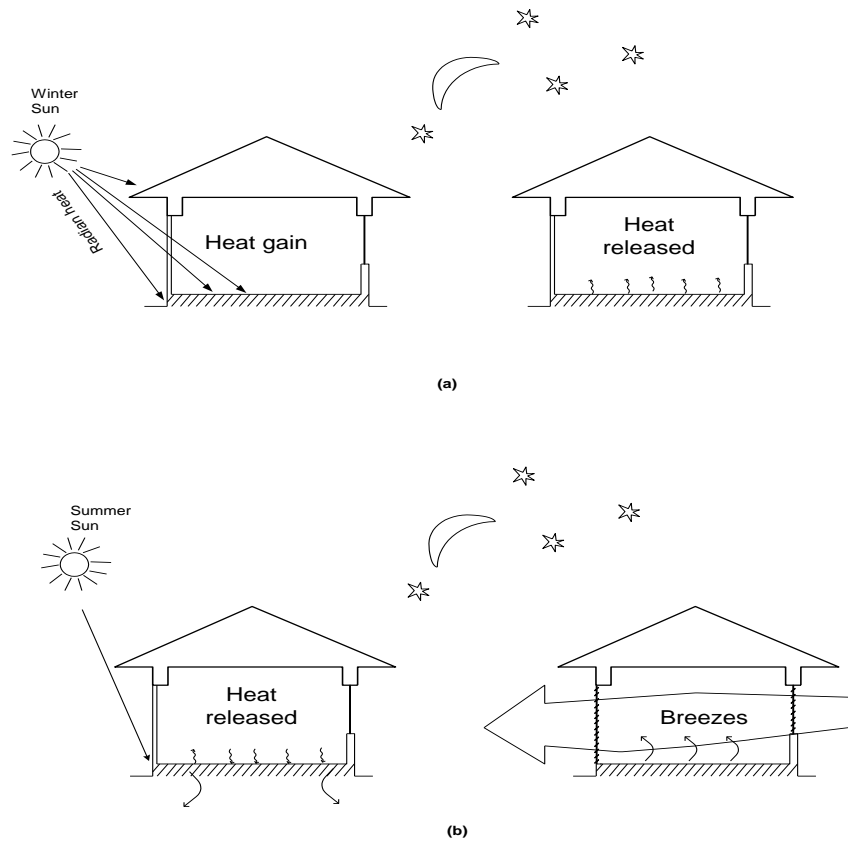 Winter
Sun
Radian heat
Heat gain
Heat
released
(a)
Summer
Sun
Heat
released
Breezes
(b)